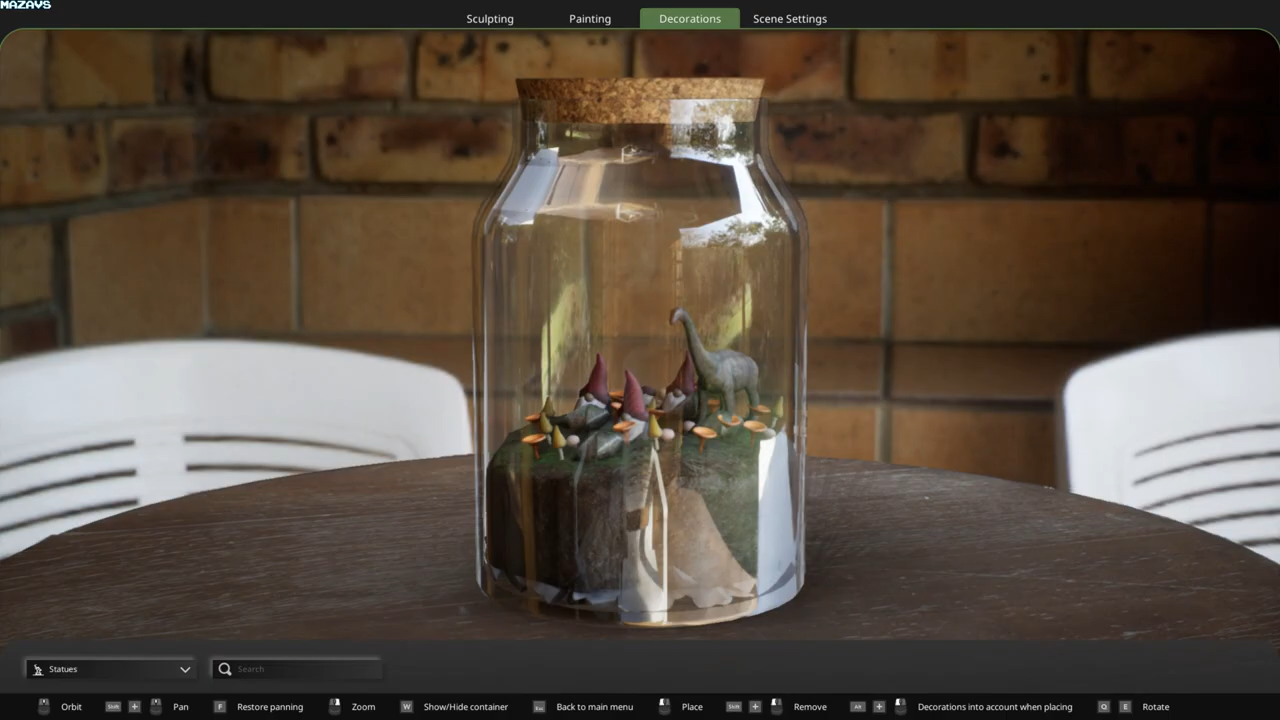 MAZAVS
Sculpting
Painting
Decorations
Scene Settings
Statues
Search
Orbit
Shift + Pan
F Restore panning
Zoom
W Show/Hide container
Esc Back to main menu
Place
Shift + Remove
Alt + Decorations into account when placing
Q E Rotate